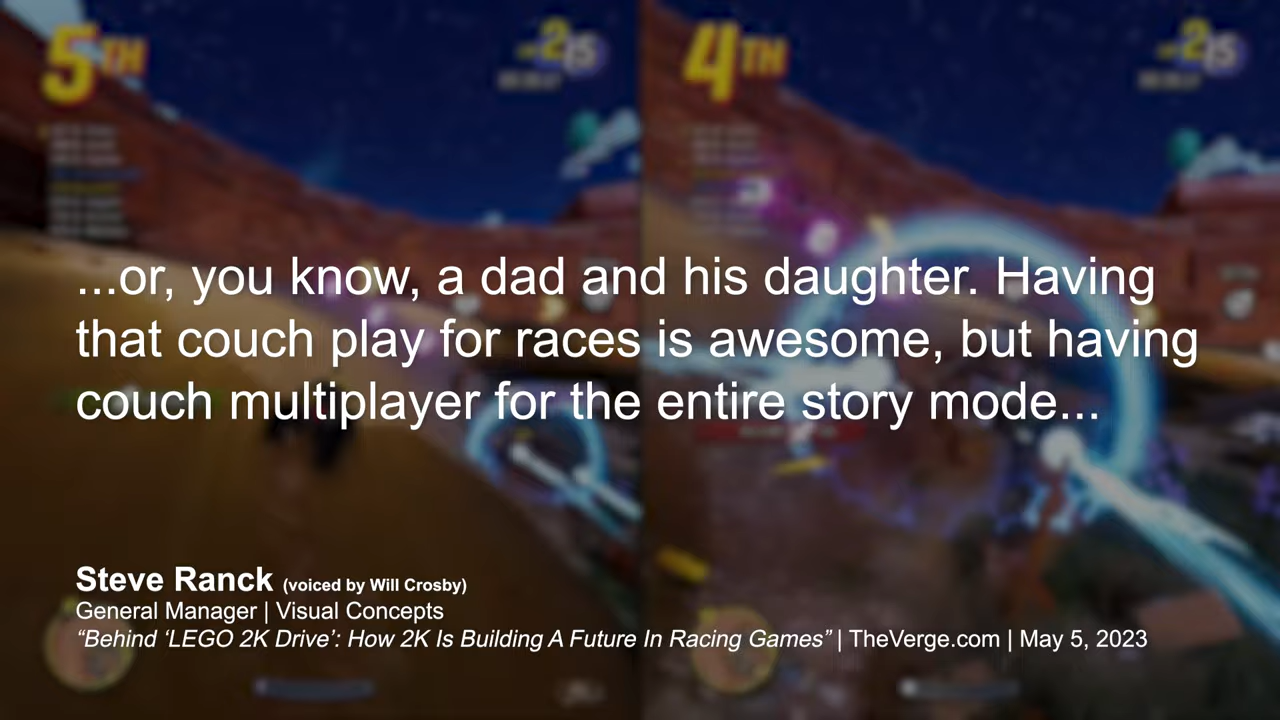 5TH
4TH
...or, you know, a dad and his daughter. Having
that couch play for races is awesome, but having
couch multiplayer for the entire story mode...
Steve Ranck (voiced by Will Crosby)
General Manager | Visual Concepts
“Behind ‘LEGO 2K Drive’: How 2K Is Building A Future In Racing Games” | TheVerge.com | May 5, 2023